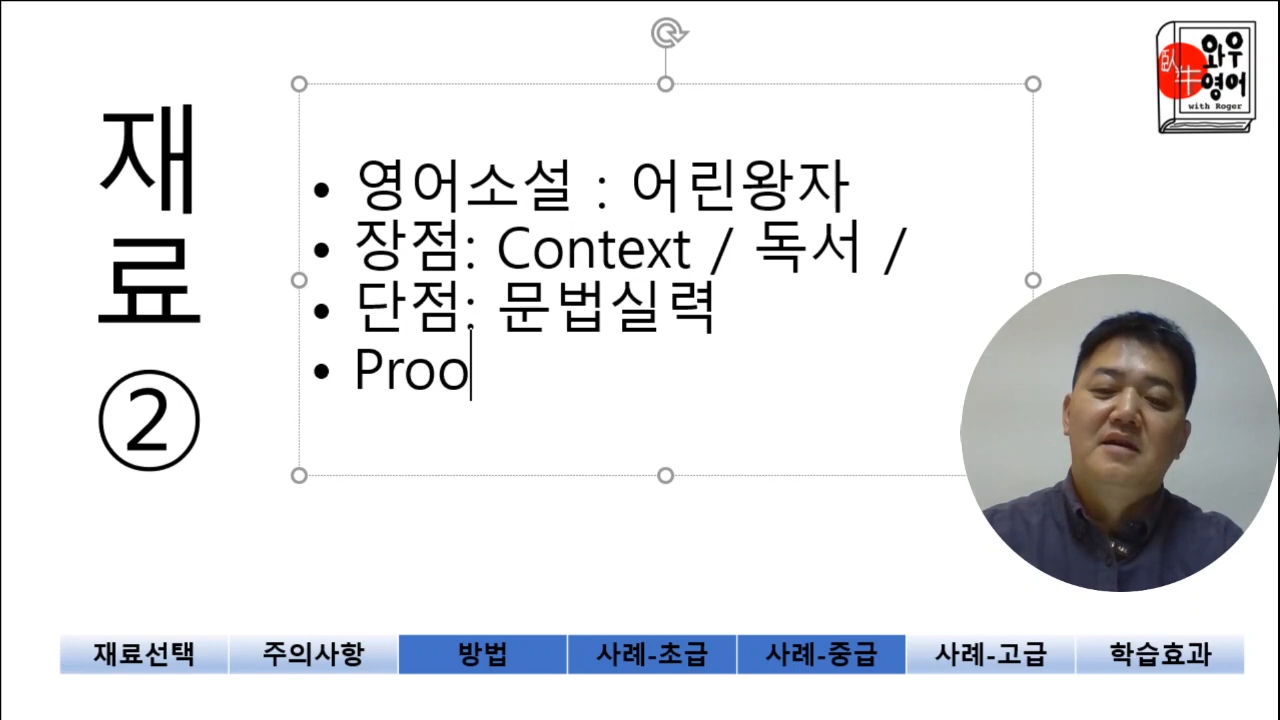 재
료
②
• 영어소설 : 어린왕자
• 장점: Context / 독서 /
• 단점: 문법실력
• Proo
臥牛
와우
영어
with Roger
재료선택
주의사항
방법
사례-초급
사례-중급
사례-고급
학습효과